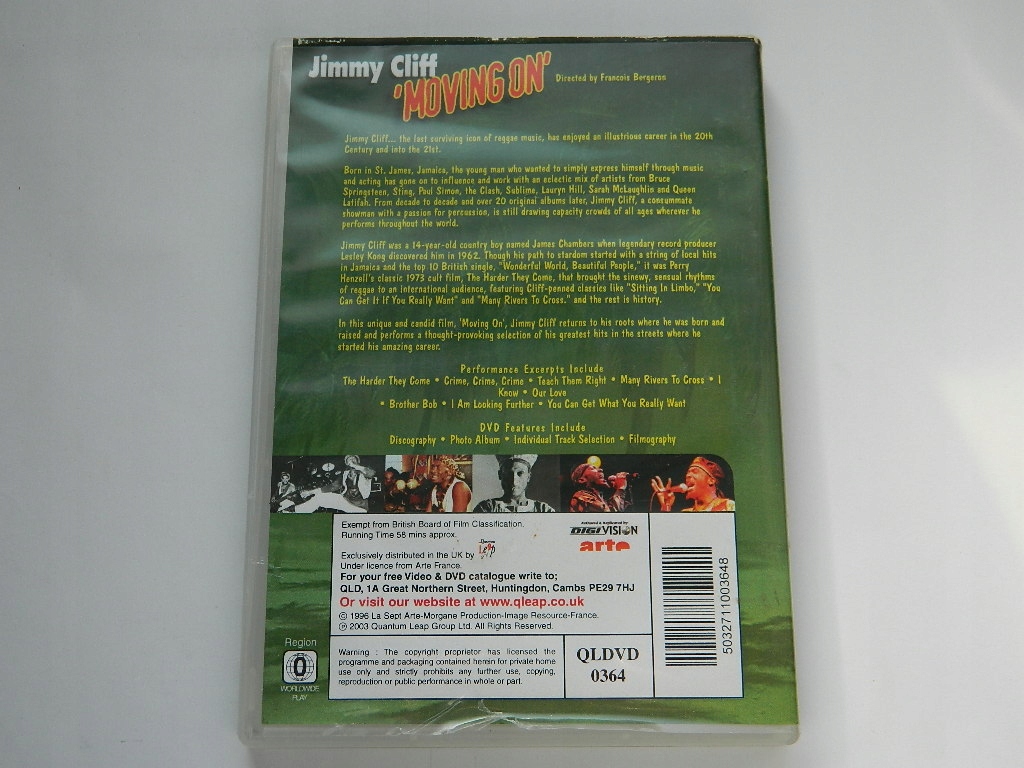 Jimmy Cliff
'MOVING ON'
Directed by Francois Bergeron
Jimmy Cliff... the last surviving icon of reggae music, has enjoyed an illustrious career in the 20th
Century and into the 21st.
Born in St. James, Jamaica, the young man who wanted to simply express himself through music
and acting has gone on to influence and work with an eclectic mix of artists from Bruce
Springsteen, Sting, Paul Simon, the Clash, Sublime, Lauryn Hill, Sarah McLaughlin and Queen
Latifah. From decade to decade and over 20 original albums later, Jimmy Cliff, a consummate
showman with a passion for percussion, is still drawing capacity crowds of all ages wherever he
performs throughout the world.
Jimmy Cliff was a 14-year-old country boy named James Chambers when legendary record producer
Lesley Kong discovered him in 1962. Though his path to stardom started with a string of local hits
in Jamaica and the top 10 British single, "Wonderful World, Beautiful People," it was Perry
Henzell's classic 1973 cult film, The Harder They Come, that brought the sinewy, sensual rhythms
of reggae to an international audience, featuring Cliff-penned classics like "Sitting In Limbo," "You
Can Get It If You Really Want" and "Many Rivers To Cross." and the rest is history.
In this unique and candid film, 'Moving On', Jimmy Cliff returns to his roots where he was born and
raised and performs a thought-provoking selection of his greatest hits in the streets where he
started his amazing career.
Performance Excerpts Include
The Harder They Come • Crime, Crime, Crime • Teach Them Right • Many Rivers To Cross • I
Know • Our Love
• Brother Bob • I Am Looking Further • You Can Get What You Really Want
DVD Features Include
Discography • Photo Album • Individual Track Selection • Filmography
Exempt from British Board of Film Classification.
Running Time 58 mins approx.
Authored & Replicated by
DIGIVISION
arte
Exclusively distributed in the UK by Quantum Leap
Under licence from Arte France.
For your free Video & DVD catalogue write to;
QLD, 1A Great Northern Street, Huntingdon, Cambs PE29 7HJ
Or visit our website at www.qleap.co.uk
© 1996 La Sept Arte-Morgane Production-Image Resource-France.
℗ 2003 Quantum Leap Group Ltd. All Rights Reserved.
Warning : The copyright proprietor has licensed the
programme and packaging contained herein for private home
use only and strictly prohibits any further use, copying,
reproduction or public performance in whole or part.
QLDVD
0364
5032711003648
Region
0
WORLDWIDE
PLAY